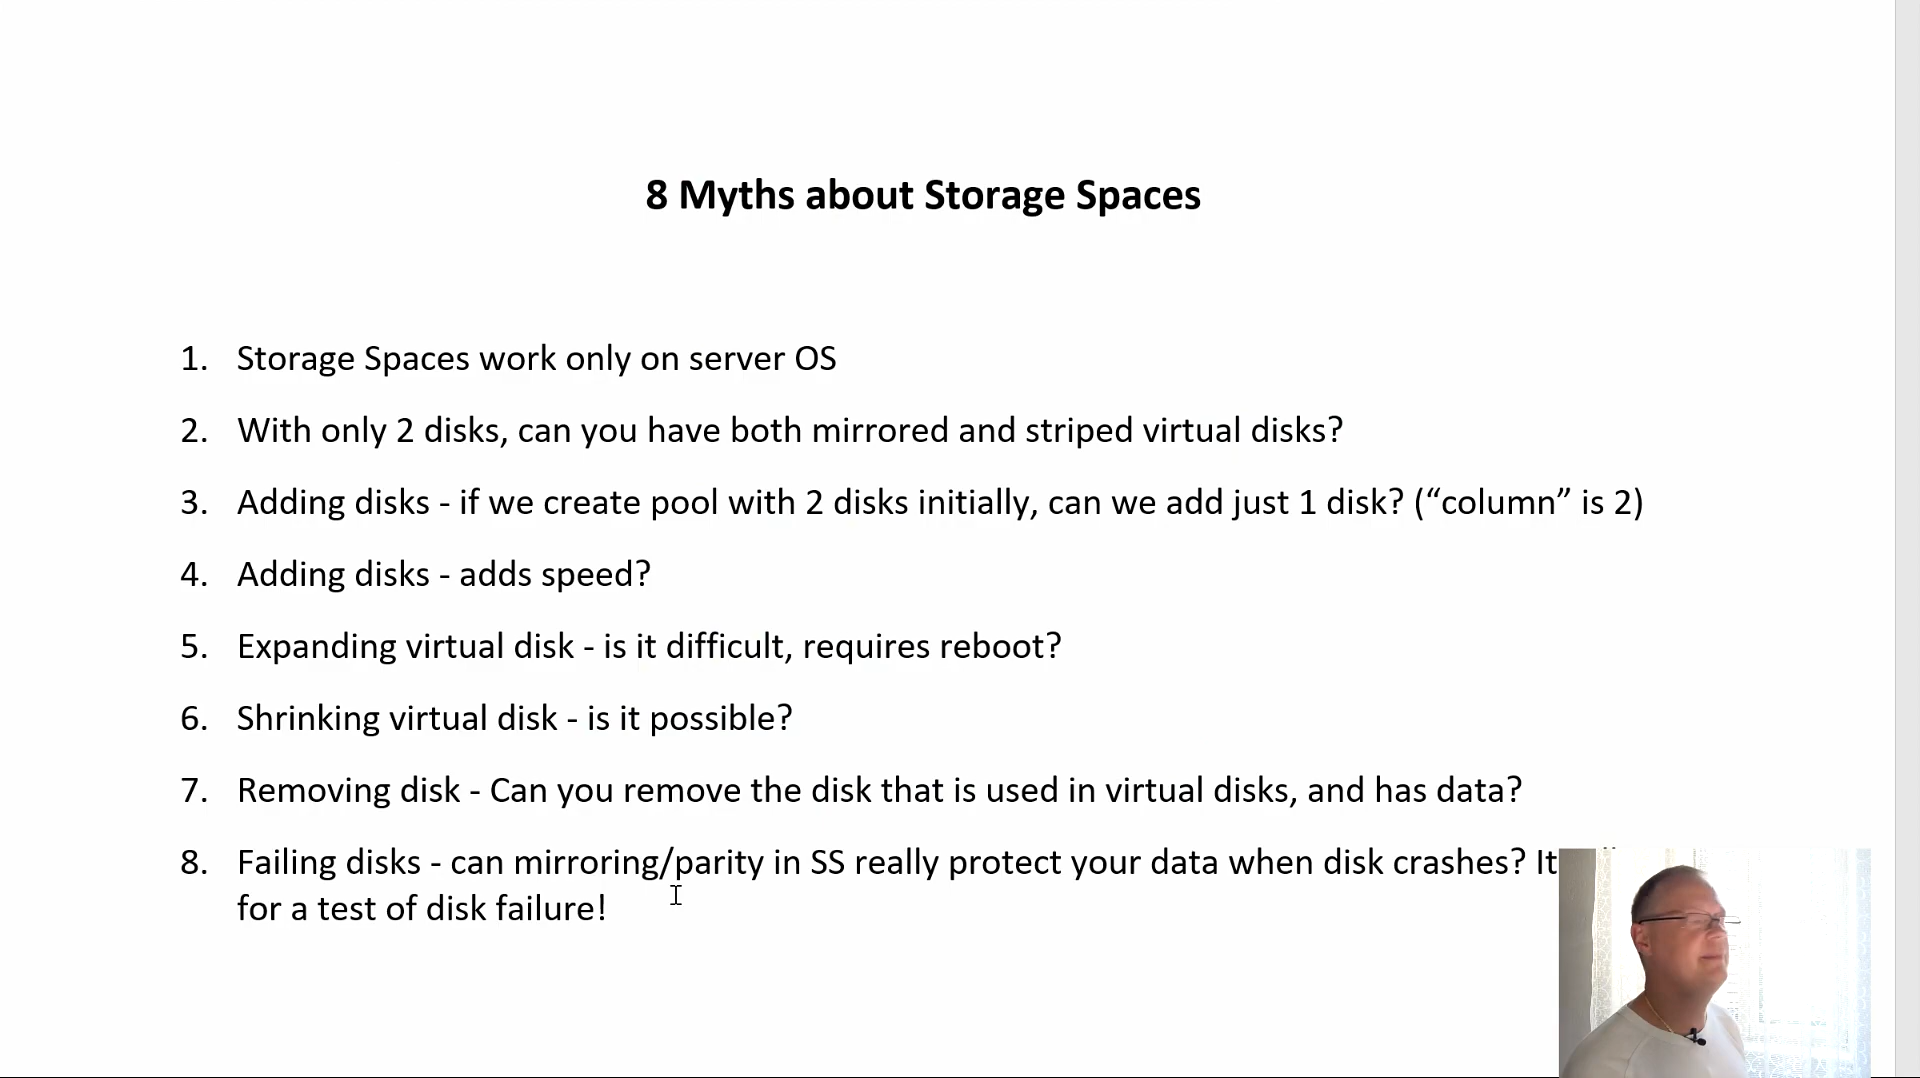 8 Myths about Storage Spaces
1. Storage Spaces work only on server OS
2. With only 2 disks, can you have both mirrored and striped virtual disks?
3. Adding disks - if we create pool with 2 disks initially, can we add just 1 disk? (“column” is 2)
4. Adding disks - adds speed?
5. Expanding virtual disk - is it difficult, requires reboot?
6. Shrinking virtual disk - is it possible?
7. Removing disk - Can you remove the disk that is used in virtual disks, and has data?
8. Failing disks - can mirroring/parity in SS really protect your data when disk crashes? It
for a test of disk failure!